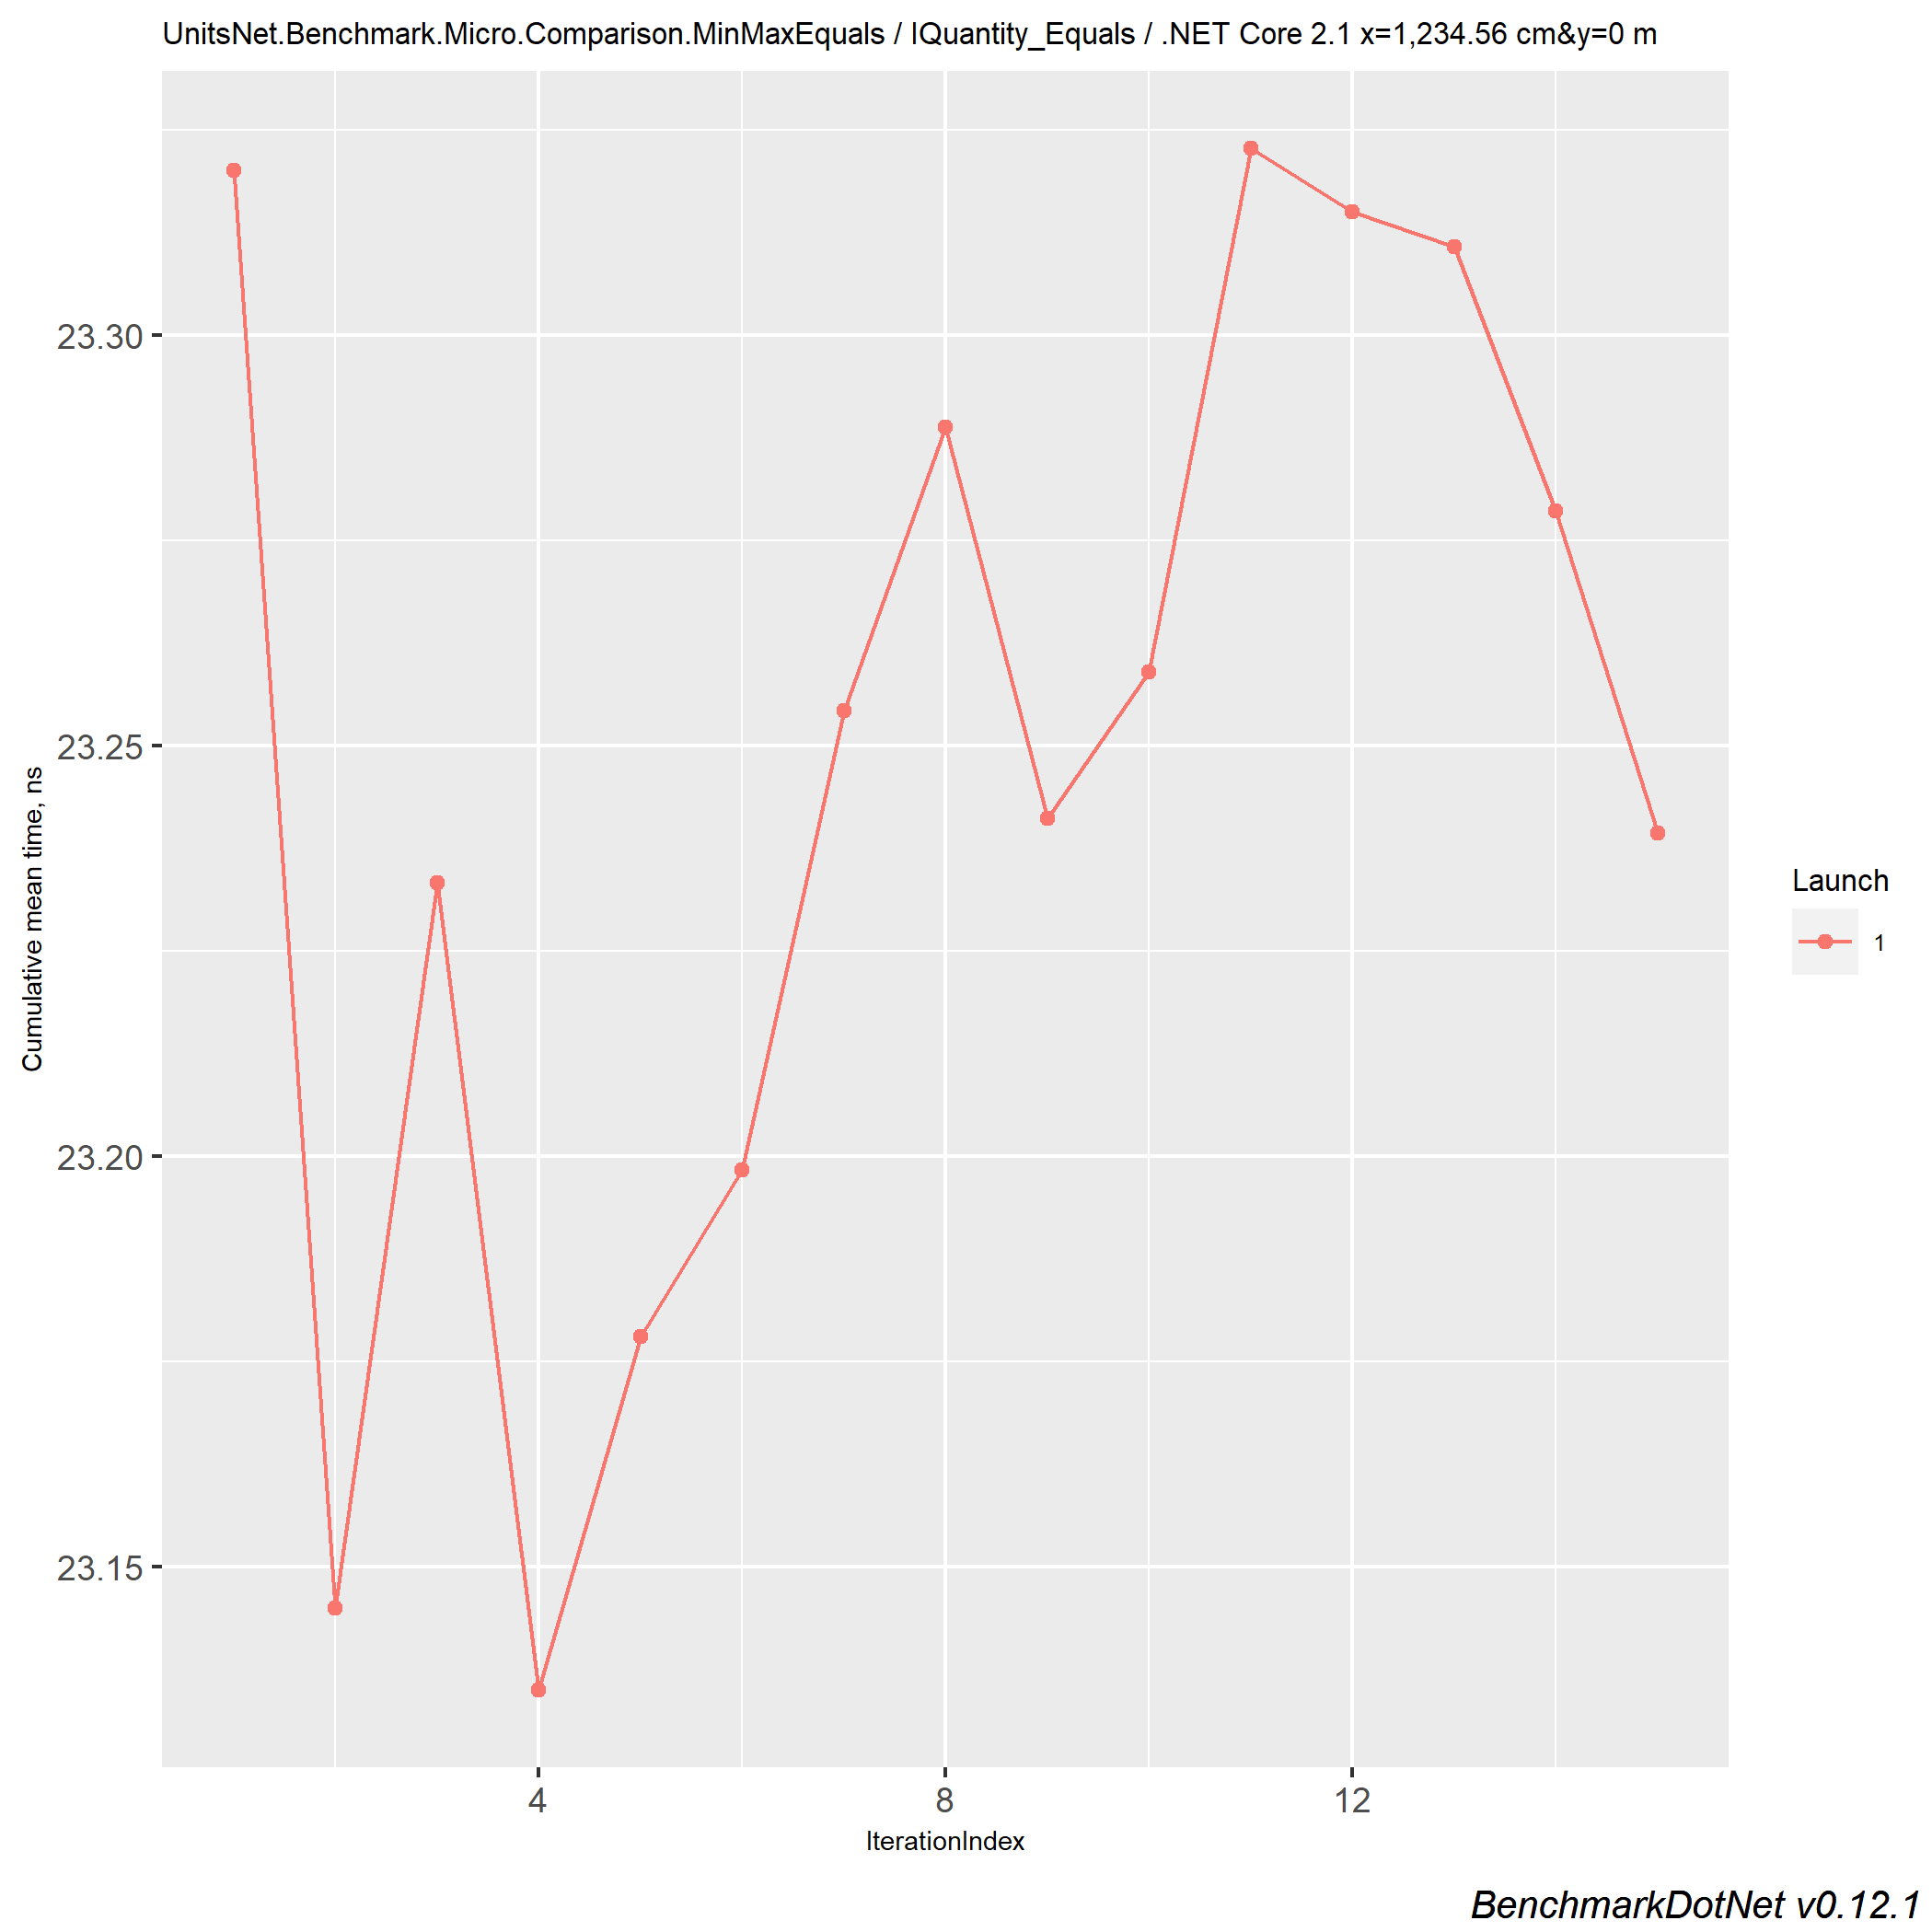 UnitsNet.Benchmark.Micro.Comparison.MinMaxEquals / IQuantity_Equals / .NET Core 2.1 x=1,234.56 cm&y=0 m
Cumulative mean time, ns
23.30
23.25
23.20
23.15
4
8
12
IterationIndex
Launch
1
BenchmarkDotNet v0.12.1